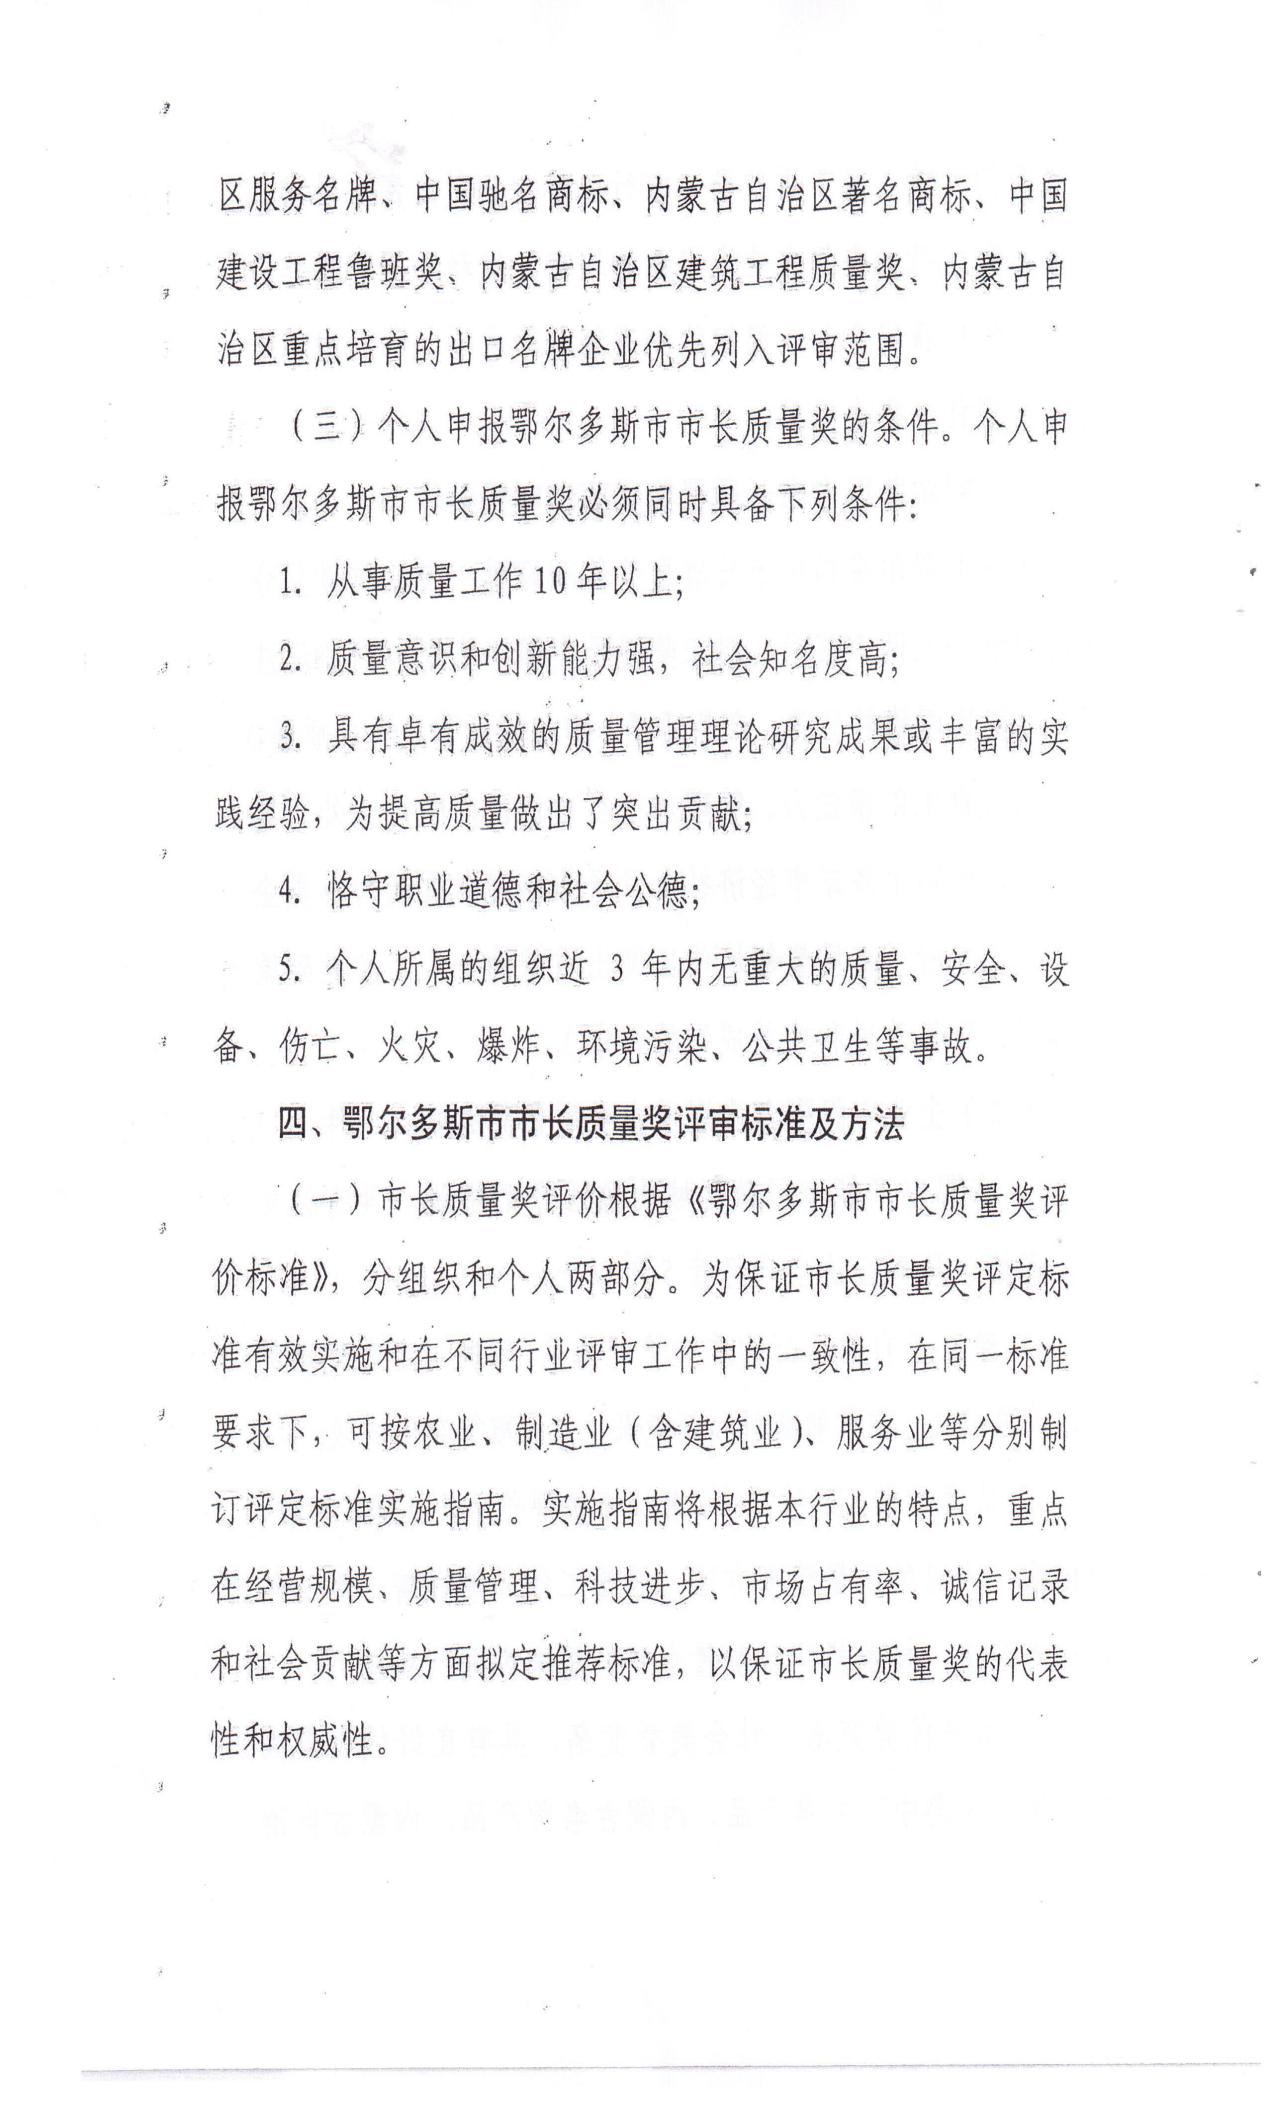 区服务名牌、中国驰名商标、内蒙古自治区著名商标、中国
建设工程鲁班奖、内蒙古自治区建筑工程质量奖、内蒙古自
治区重点培育的出口名牌企业优先列入评审范围。
（三）个人申报鄂尔多斯市市长质量奖的条件。个人申
报鄂尔多斯市市长质量奖必须同时具备下列条件：
1. 从事质量工作10年以上；
2. 质量意识和创新能力强，社会知名度高；
3. 具有卓有成效的质量管理理论研究成果或丰富的实
践经验，为提高质量做出了突出贡献；
4. 恪守职业道德和社会公德；
5. 个人所属的组织近 3 年内无重大的质量、安全、设
备、伤亡、火灾、爆炸、环境污染、公共卫生等事故。
四、鄂尔多斯市市长质量奖评审标准及方法
（一）市长质量奖评价根据《鄂尔多斯市市长质量奖评
价标准》，分组织和个人两部分。为保证市长质量奖评定标
准有效实施和在不同行业评审工作中的一致性，在同一标准
要求下，可按农业、制造业（含建筑业）、服务业等分别制
订评定标准实施指南。实施指南将根据本行业的特点，重点
在经营规模、质量管理、科技进步、市场占有率、诚信记录
和社会贡献等方面拟定推荐标准，以保证市长质量奖的代表
性和权威性。